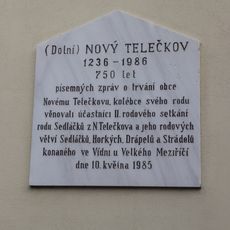 (Dolní) NOVÝ TELEČKOV
1236 - 1986
750 let
písemných zpráv o trvání obce
Novému Telečkovu, kolébce svého rodu
věnovali účastníci II. rodového setkání
rodu Sedláčků z N. Telečkova a jeho rodových
větví Sedláčků, Horkých, Drápelů a Strádelů
konaného ve Vídni u Velkého Meziříčí
dne 10. května 1985